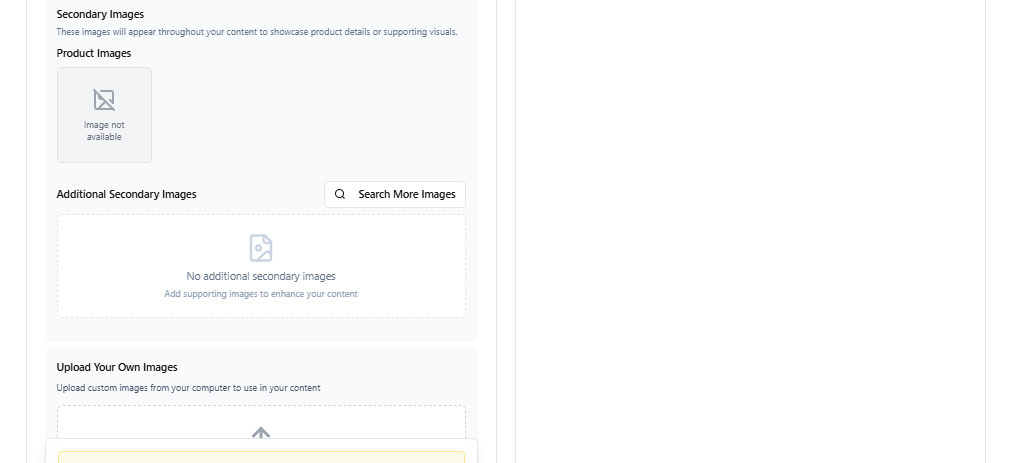 Secondary Images
These images will appear throughout your content to showcase product details or supporting visuals.
Product Images
Image not
available
Additional Secondary Images
Search More Images
No additional secondary images
Add supporting images to enhance your content
Upload Your Own Images
Upload custom images from your computer to use in your content